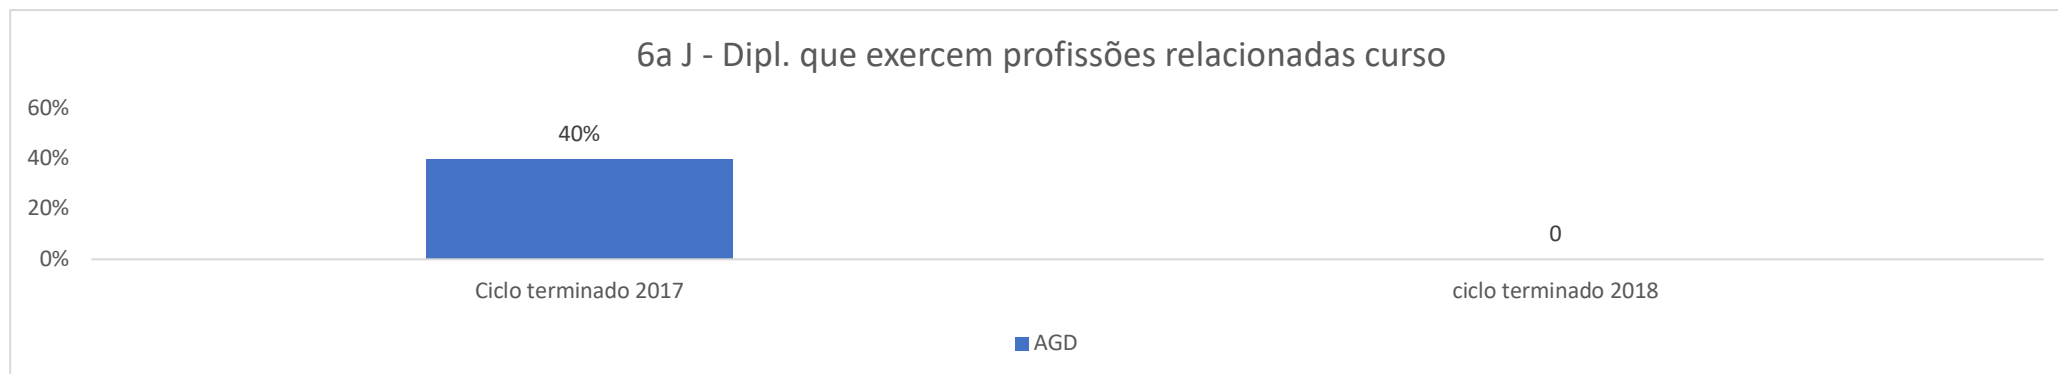 6a J - Dipl. que exercem profissões relacionadas curso
60%
40%
20%
0%
40%
0
Ciclo terminado 2017
ciclo terminado 2018
AGD